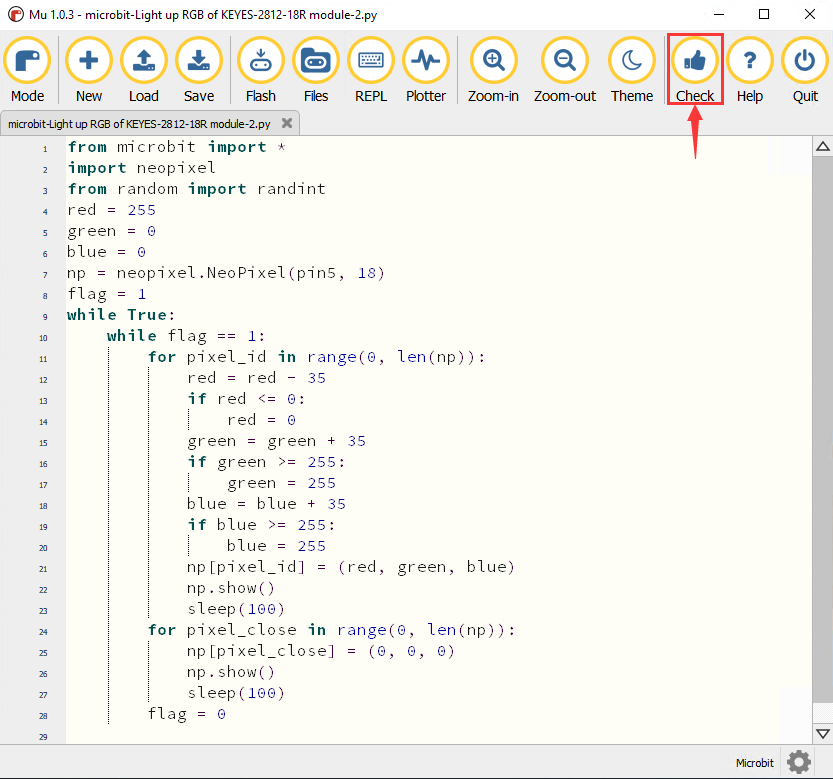 Mu 1.0.3 - microbit-Light up RGB of KEYES-2812-18R module-2.py
Mode New Load Save Flash Files REPL Plotter Zoom-in Zoom-out Theme Check Help Quit
microbit-Light up RGB of KEYES-2812-18R module-2.py
1 from microbit import *
2 import neopixel
3 from random import randint
4 red = 255
5 green = 0
6 blue = 0
7 np = neopixel.NeoPixel(pin5, 18)
8 flag = 1
9 while True:
10     while flag == 1:
11         for pixel_id in range(0, len(np)):
12             red = red - 35
13             if red <= 0:
14                 red = 0
15             green = green + 35
16             if green >= 255:
17                 green = 255
18             blue = blue + 35
19             if blue >= 255:
20                 blue = 255
21             np[pixel_id] = (red, green, blue)
22             np.show()
23             sleep(100)
24         for pixel_close in range(0, len(np)):
25             np[pixel_close] = (0, 0, 0)
26             np.show()
27             sleep(100)
28         flag = 0
29
Microbit